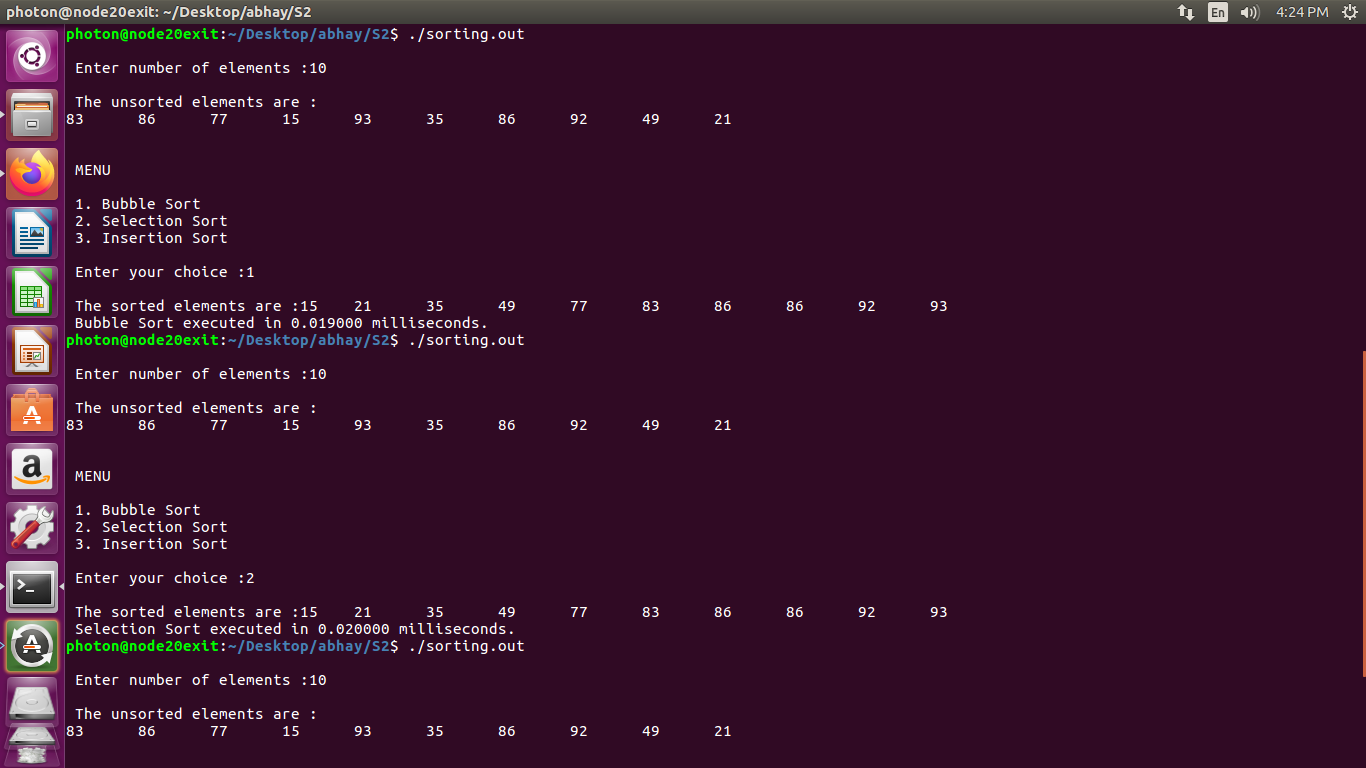 photon@node20exit: ~/Desktop/abhay/S2
En
4:24 PM
photon@node20exit:~/Desktop/abhay/S2$ ./sorting.out
Enter number of elements :10
The unsorted elements are :
83 86 77 15 93 35 86 92 49 21
MENU
1. Bubble Sort
2. Selection Sort
3. Insertion Sort
Enter your choice :1
The sorted elements are :15 21 35 49 77 83 86 86 92 93
Bubble Sort executed in 0.019000 milliseconds.
photon@node20exit:~/Desktop/abhay/S2$ ./sorting.out
Enter number of elements :10
The unsorted elements are :
83 86 77 15 93 35 86 92 49 21
MENU
1. Bubble Sort
2. Selection Sort
3. Insertion Sort
Enter your choice :2
The sorted elements are :15 21 35 49 77 83 86 86 92 93
Selection Sort executed in 0.020000 milliseconds.
photon@node20exit:~/Desktop/abhay/S2$ ./sorting.out
Enter number of elements :10
The unsorted elements are :
83 86 77 15 93 35 86 92 49 21